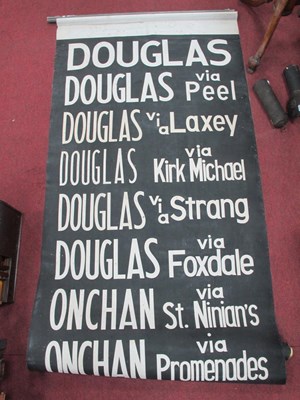 DOUGLAS
DOUGLAS via Peel
DOUGLAS via Laxey
DOUGLAS via Kirk Michael
DOUGLAS via Strang
DOUGLAS via Foxdale
ONCHAN via St. Ninian's
ONCHAN via Promenades